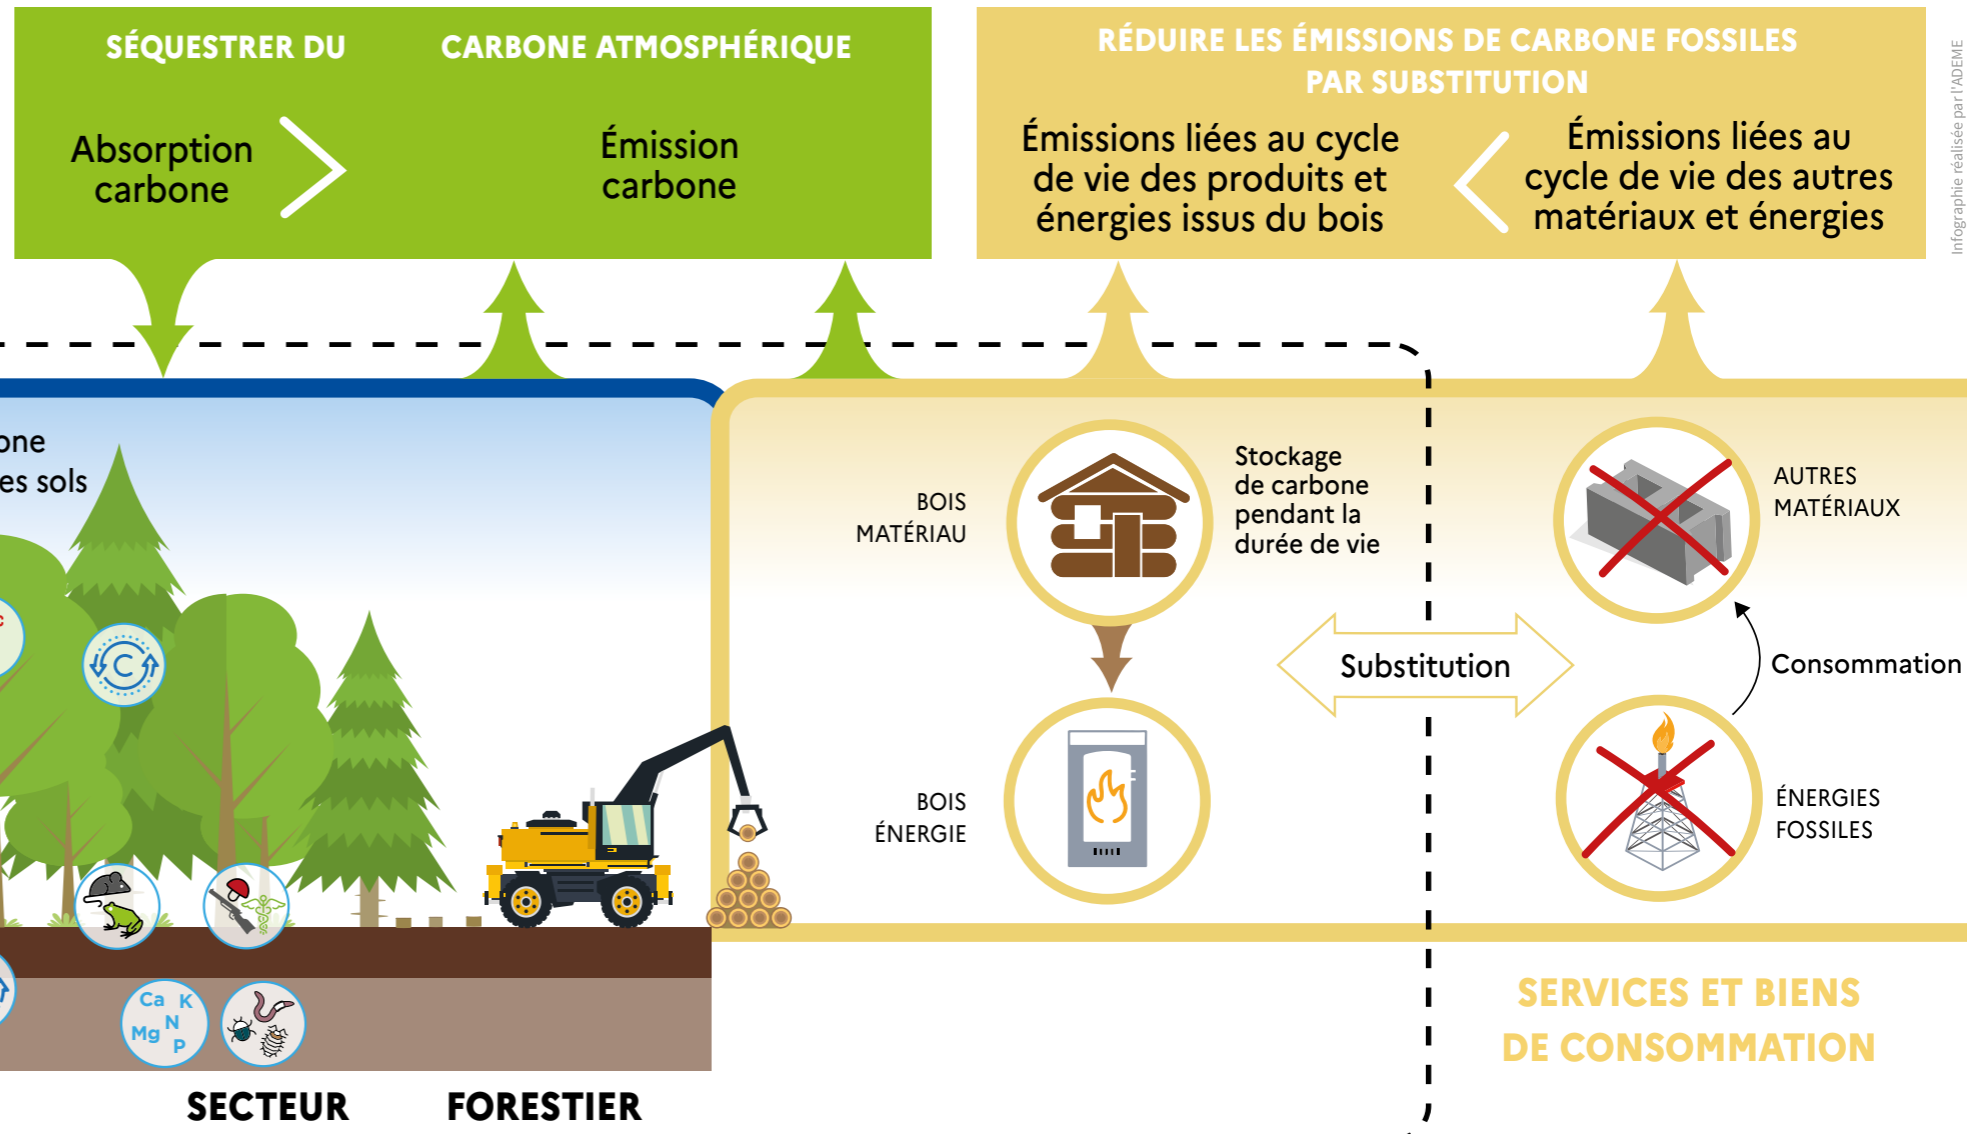 SÉQUESTRER DU CARBONE ATMOSPHÉRIQUE
Absorption
carbone
Émission
carbone
RÉDUIRE LES ÉMISSIONS DE CARBONE FOSSILES
PAR SUBSTITUTION
Émissions liées au cycle
de vie des produits et
énergies issus du bois
Émissions liées au
cycle de vie des autres
matériaux et énergies
Infographie réalisée par l'ADEME
one
es sols
c
C
BOIS
MATÉRIAU
Stockage
de carbone
pendant la
durée de vie
AUTRES
MATÉRIAUX
Substitution
Consommation
BOIS
ÉNERGIE
ÉNERGIES
FOSSILES
Ca K
N
Mg
P
SERVICES ET BIENS
DE CONSOMMATION
SECTEUR FORESTIER